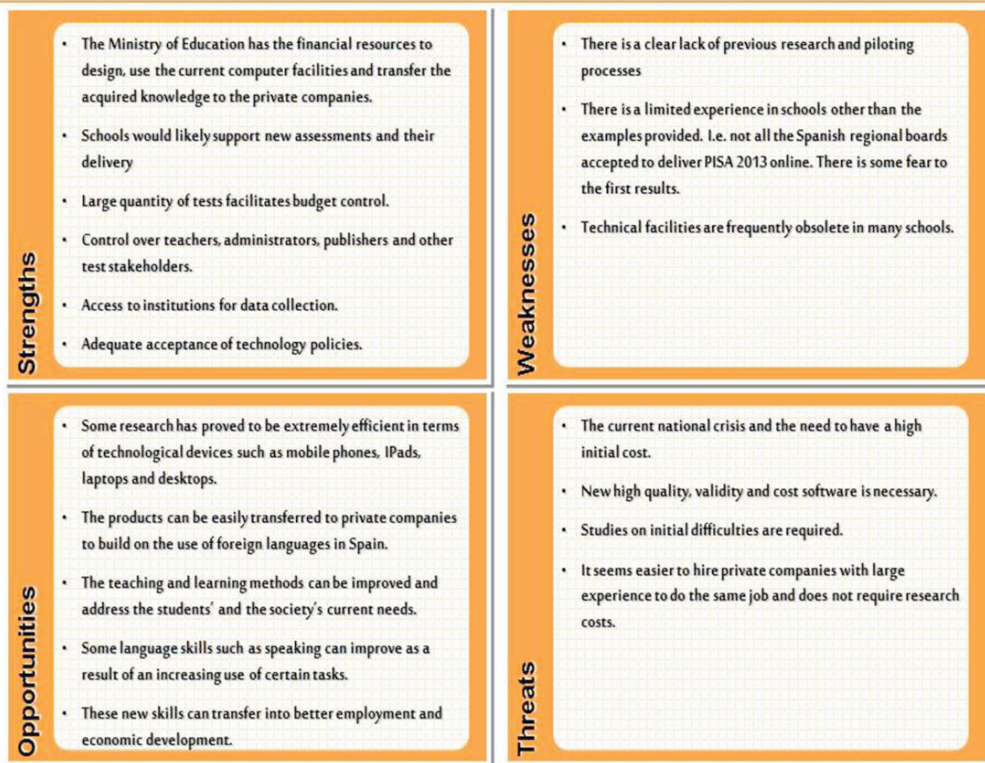 Strengths
• The Ministry of Education has the financial resources to
design, use the current computer facilities and transfer the
acquired knowledge to the private companies.
• Schools would likely support new assessments and their
delivery
• Large quantity of tests facilitates budget control.
• Control over teachers, administrators, publishers and other
test stakeholders.
• Access to institutions for data collection.
• Adequate acceptance of technology policies.
Weaknesses
• There is a clear lack of previous research and piloting
processes
• There is a limited experience in schools other than the
examples provided. I.e. not all the Spanish regional boards
accepted to deliver PISA 2013 online. There is some fear to
the first results.
• Technical facilities are frequently obsolete in many schools.
Opportunities
• Some research has proved to be extremely efficient in terms
of technological devices such as mobile phones, IPads,
laptops and desktops.
• The products can be easily transferred to private companies
to build on the use of foreign languages in Spain.
• The teaching and learning methods can be improved and
address the students' and the society's current needs.
• Some language skills such as speaking can improve as a
result of an increasing use of certain tasks.
• These new skills can transfer into better employment and
economic development.
Threats
• The current national crisis and the need to have a high
initial cost.
• New high quality, validity and cost software is necessary.
• Studies on initial difficulties are required.
• It seems easier to hire private companies with large
experience to do the same job and does not require research
costs.